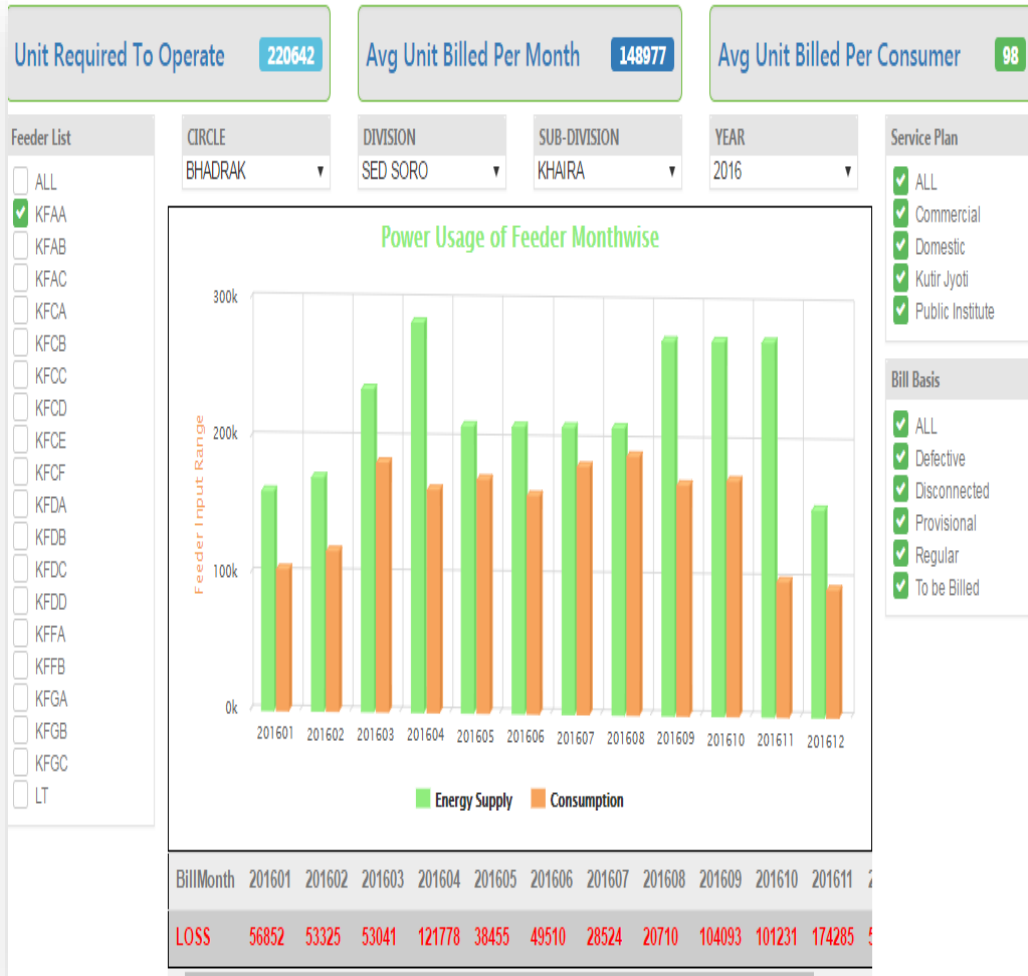 Unit Required To Operate 220642
Avg Unit Billed Per Month 148977
Avg Unit Billed Per Consumer 98
Feeder List
ALL
KFAA
KFAB
KFAC
KFCA
KFCB
KFCC
KFCD
KFCE
KFCF
KFDA
KFDB
KFDC
KFDD
KFFA
KFFB
KFGA
KFGB
KFGC
LT
CIRCLE
BHADRAK
DIVISION
SED SORO
SUB-DIVISION
KHAIRA
YEAR
2016
Power Usage of Feeder Monthwise
Feeder Input Range
300k
200k
100k
0k
201601 201602 201603 201604 201605 201606 201607 201608 201609 201610 201611 201612
Energy Supply Consumption
BillMonth 201601 201602 201603 201604 201605 201606 201607 201608 201609 201610 201611
LOSS 56852 53325 53041 121778 38455 49510 28524 20710 104093 101231 174285
Service Plan
ALL
Commercial
Domestic
Kutir Jyoti
Public Institute
Bill Basis
ALL
Defective
Disconnected
Provisional
Regular
To be Billed